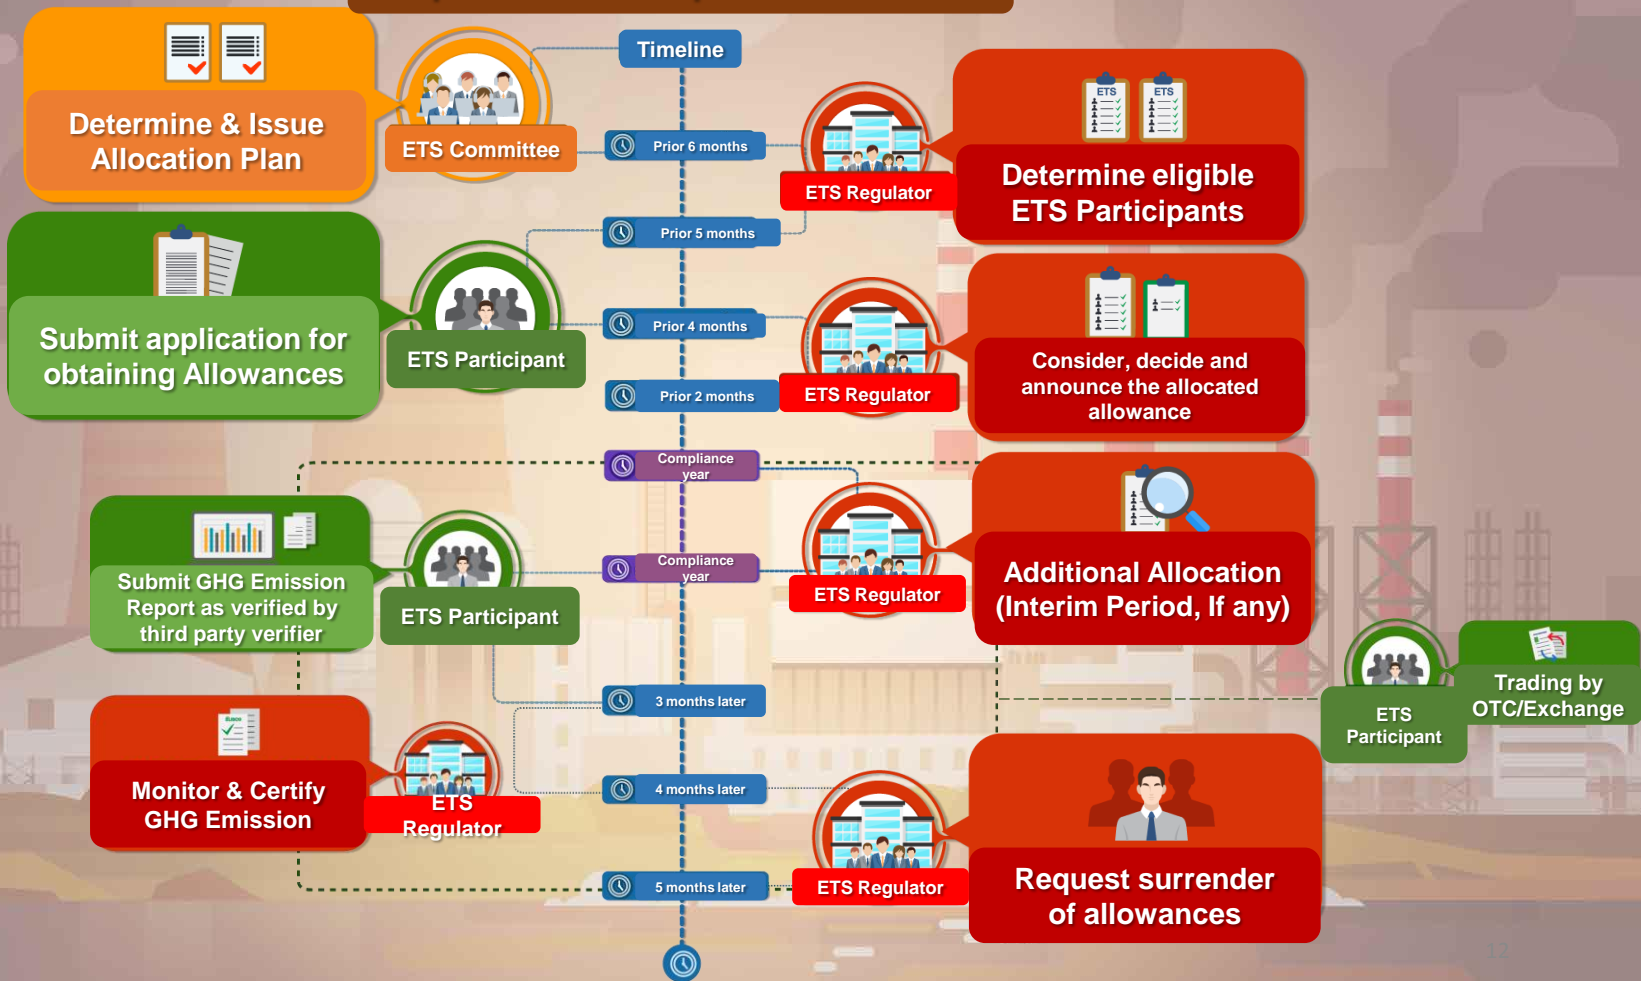 Timeline
Determine & Issue
Allocation Plan
ETS Committee
Prior 6 months
ETS Regulator
ETS
ETS
Determine eligible
ETS Participants
Prior 5 months
Submit application for
obtaining Allowances
ETS Participant
Prior 4 months
Prior 2 months
ETS Regulator
Consider, decide and
announce the allocated
allowance
Compliance
year
Submit GHG Emission
Report as verified by
third party verifier
ETS Participant
Compliance
year
ETS Regulator
Additional Allocation
(Interim Period, If any)
3 months later
ETS
Participant
Trading by
OTC/Exchange
Monitor & Certify
GHG Emission
ETS
Regulator
4 months later
5 months later
ETS Regulator
Request surrender
of allowances
12